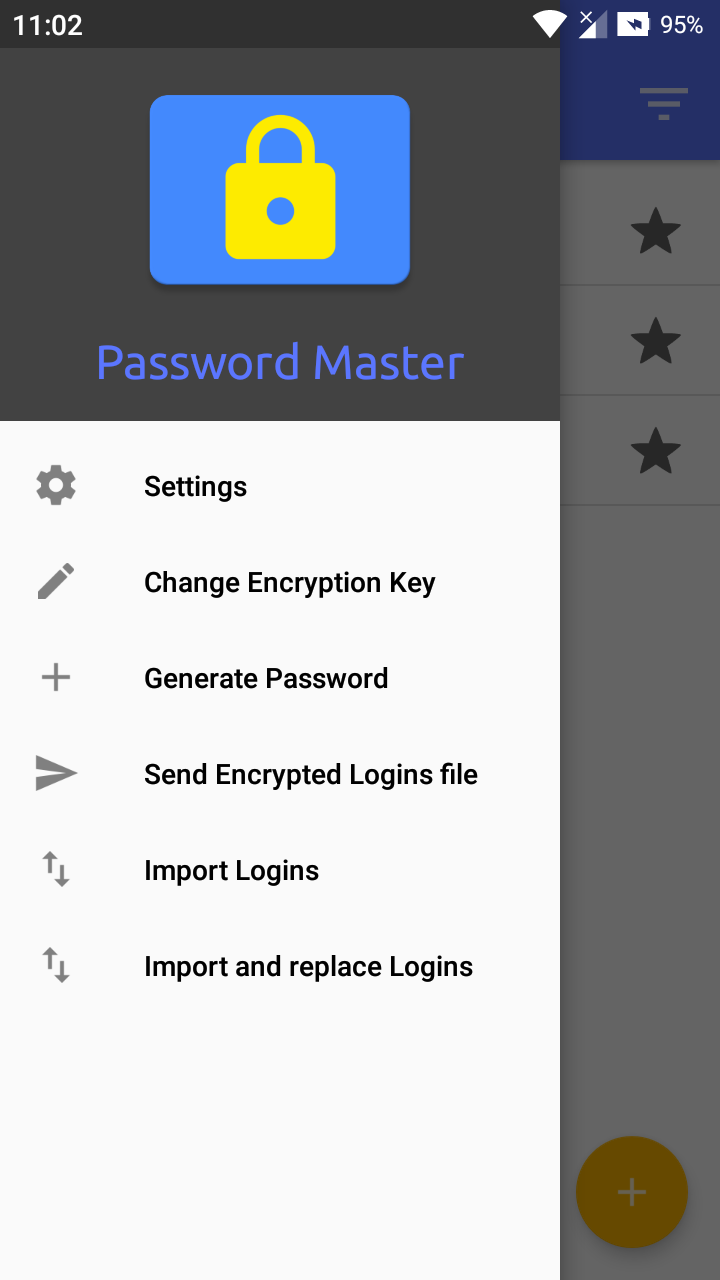 11:02
95%
Password Master
Settings
Change Encryption Key
Generate Password
Send Encrypted Logins file
Import Logins
Import and replace Logins